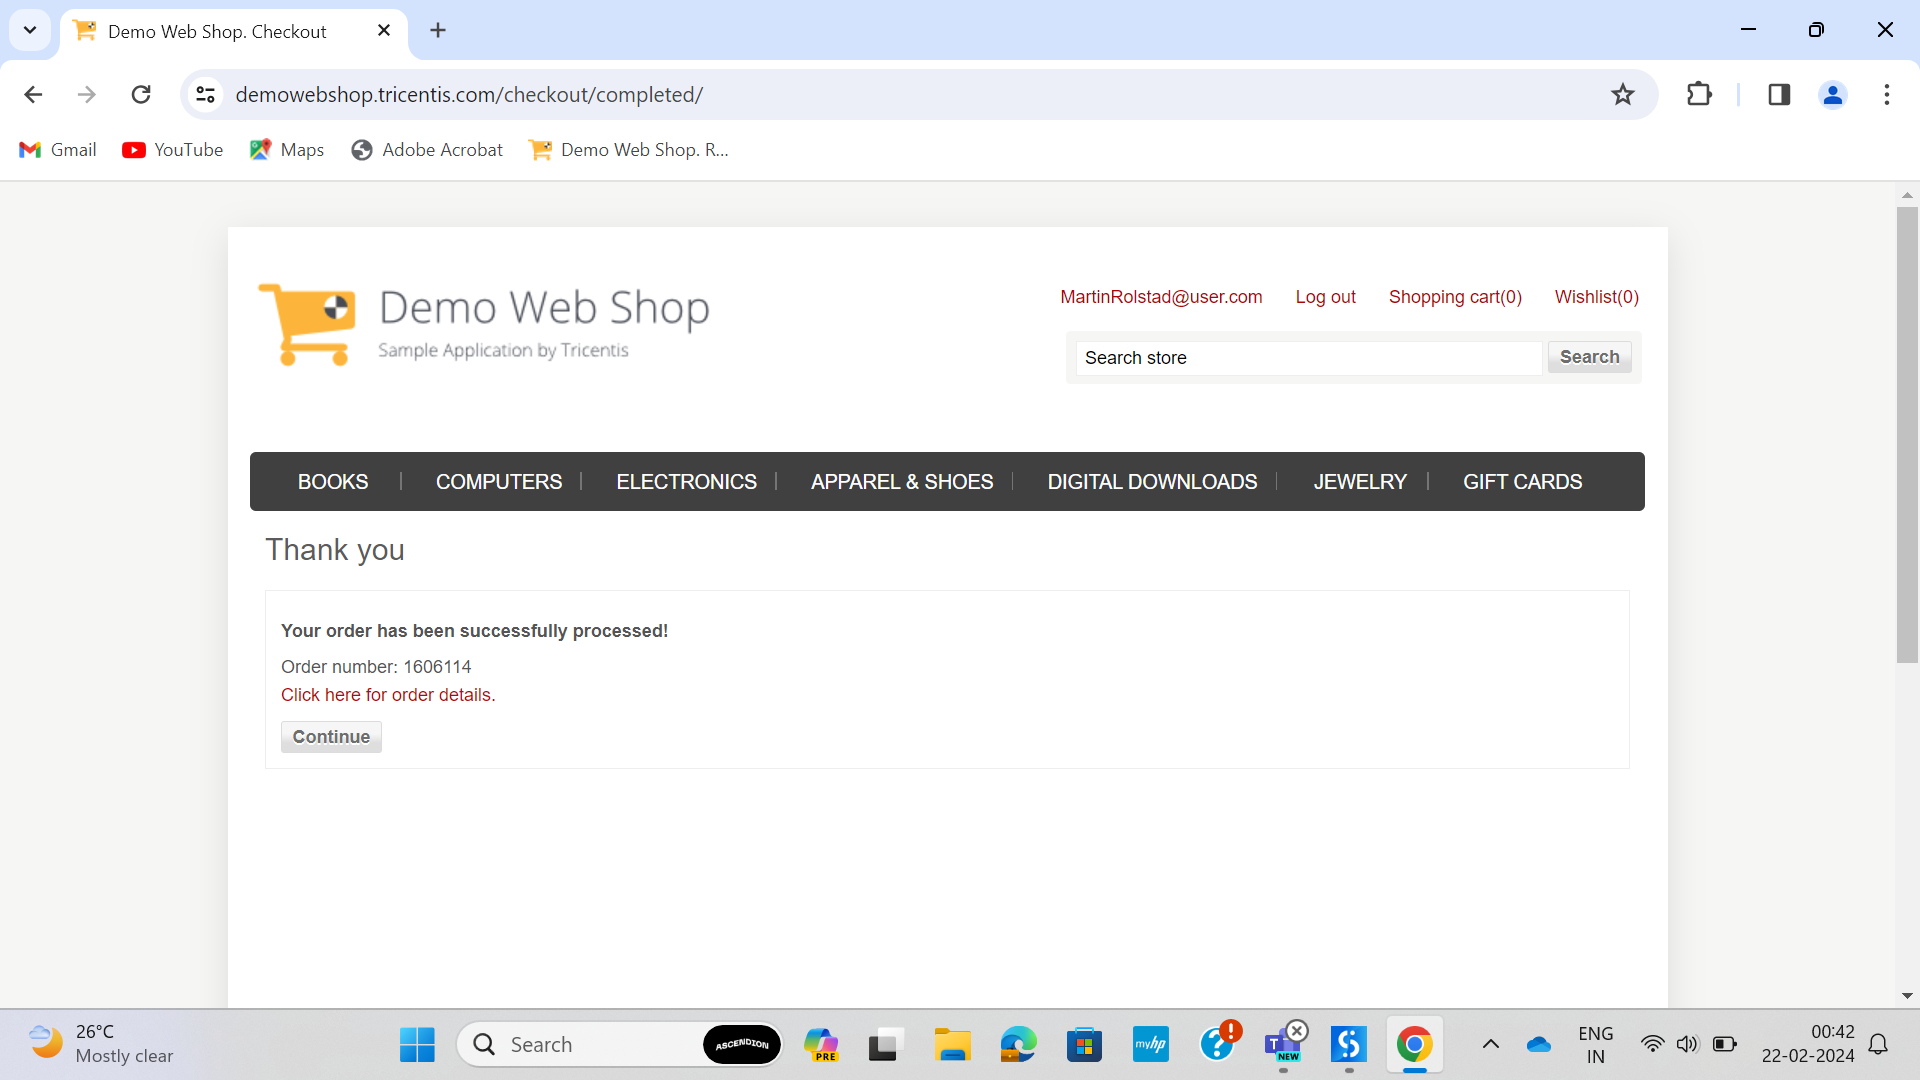 Demo Web Shop. Checkout
demowebshop.tricentis.com/checkout/completed/
Gmail YouTube Maps Adobe Acrobat Demo Web Shop. R...
Demo Web Shop
Sample Application by Tricentis
MartinRolstad@user.com Log out Shopping cart(0) Wishlist(0)
Search store Search
BOOKS COMPUTERS ELECTRONICS APPAREL & SHOES DIGITAL DOWNLOADS JEWELRY GIFT CARDS
Thank you
Your order has been successfully processed!
Order number: 1606114
Click here for order details.
Continue
26°C
Mostly clear
Search ASCENDION
PRE
myhp
T NEW
ENG
IN
00:42
22-02-2024